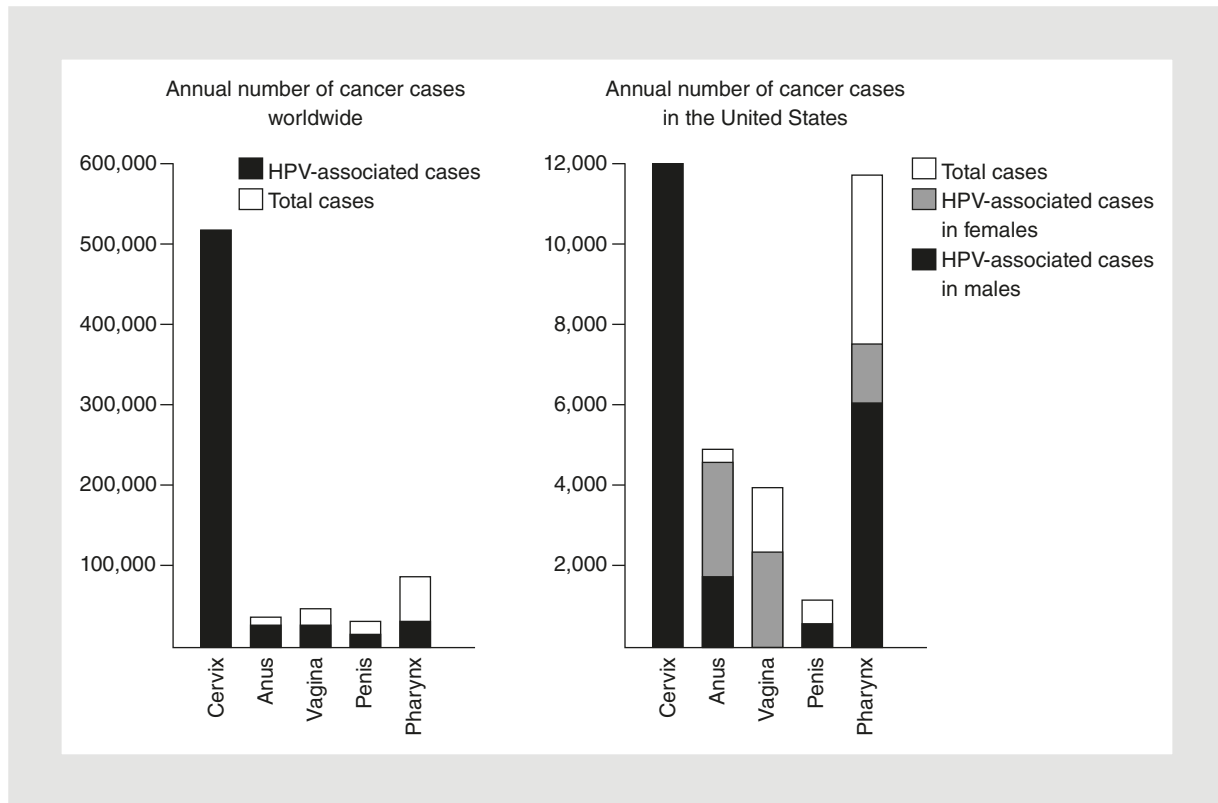 Annual number of cancer cases
worldwide
600,000
500,000
400,000
300,000
200,000
100,000
HPV-associated cases
Total cases
Cervix
Anus
Vagina
Penis
Pharynx
Annual number of cancer cases
in the United States
12,000
10,000
8,000
6,000
4,000
2,000
Total cases
HPV-associated cases
in females
HPV-associated cases
in males
Cervix
Anus
Vagina
Penis
Pharynx